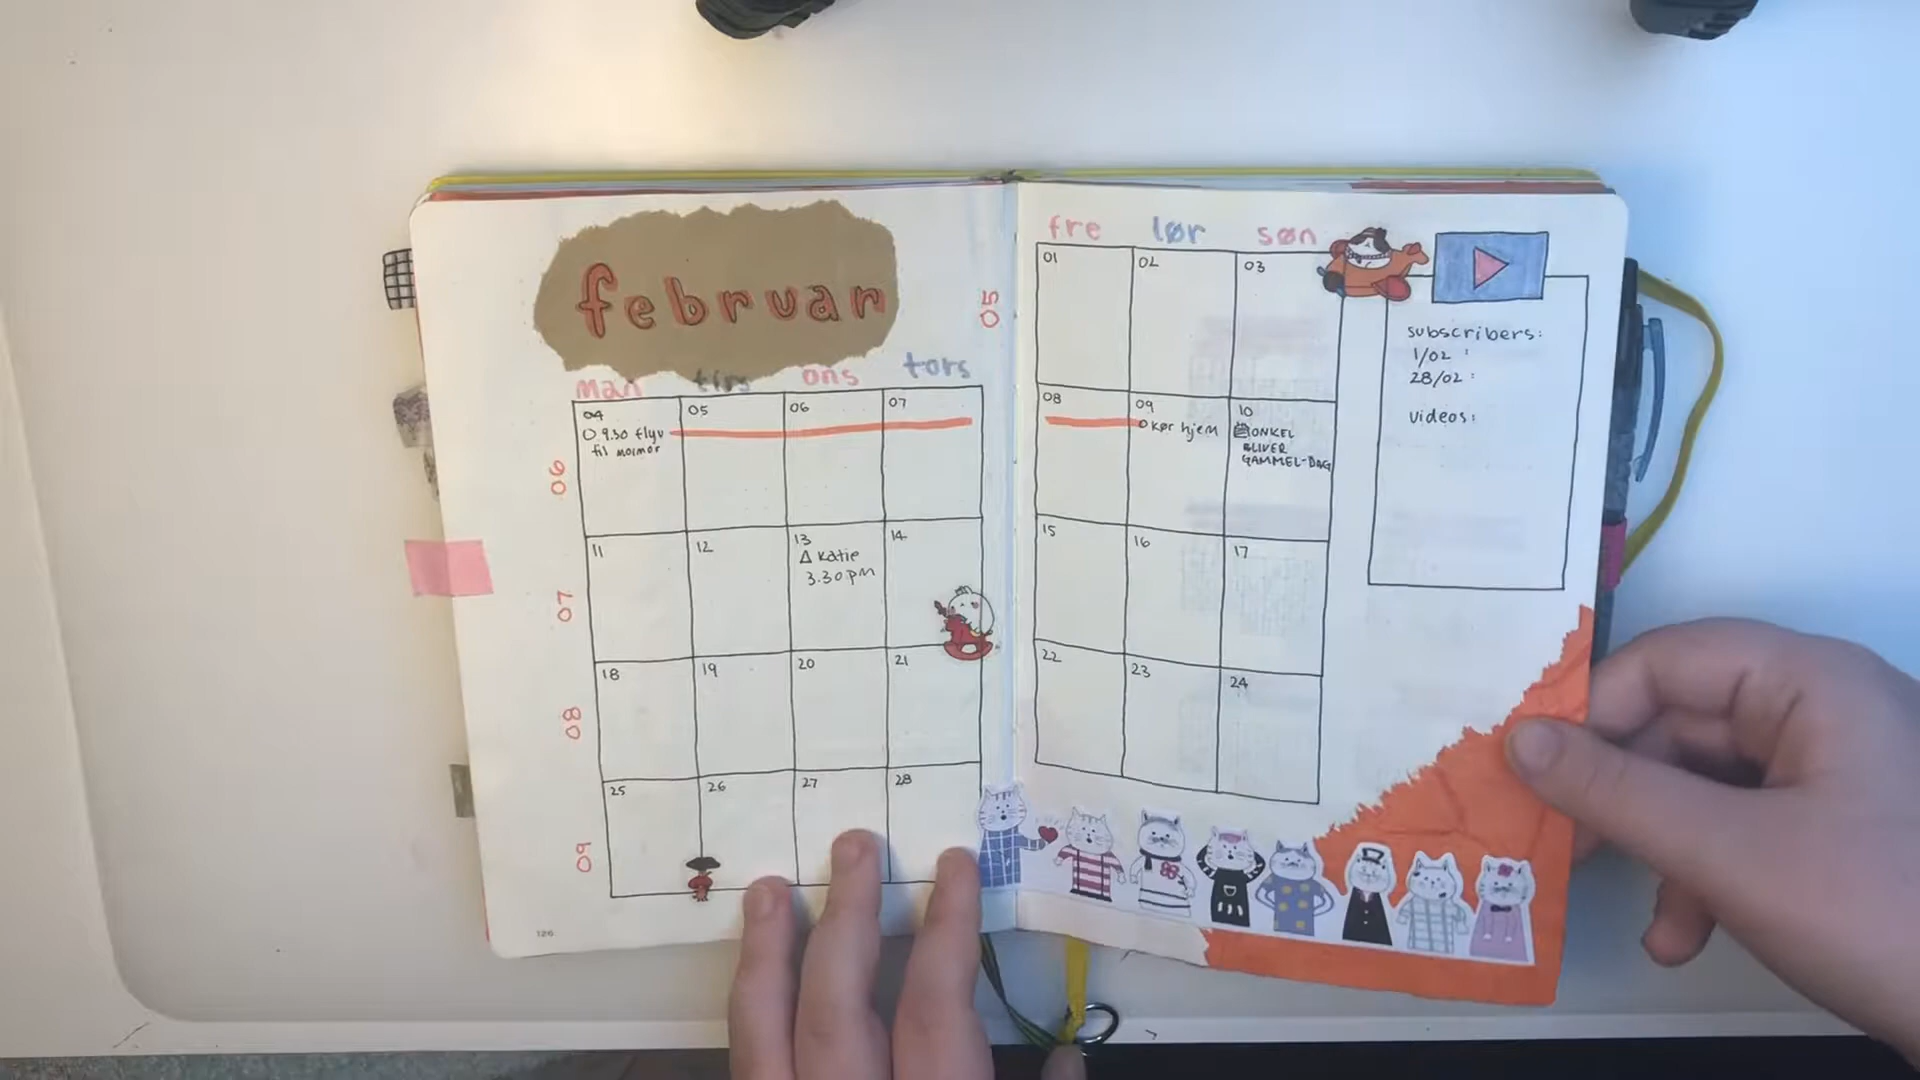 februar
man tirs ons tors
04 05 06 07
O 9.30 flyv
til mormor
06
11 12 13 14
Δ Katie
3.30 pm
07
18 19 20 21
08
25 26 27 28
09
126
05
fre lør søn
01 02 03
08 09 10
O kør hjem
ONKEL
BLIVER
GAMMEL-DAG
15 16 17
22 23 24
subscribers:
1/02 :
28/02 :
videos: